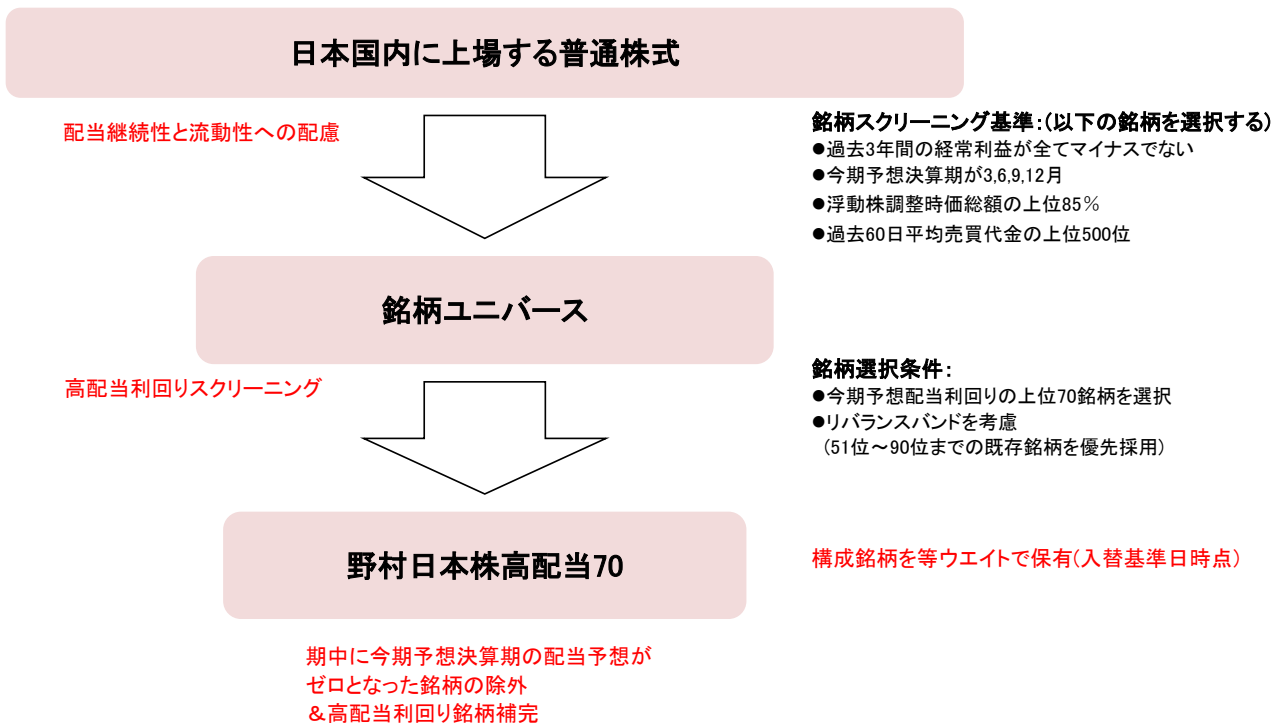 日本国内に上場する普通株式
配当継続性と流動性への配慮
銘柄スクリーニング基準:(以下の銘柄を選択する)
●過去3年間の経常利益が全てマイナスでない
●今期予想決算期が3,6,9,12月
●浮動株調整時価総額の上位85%
●過去60日平均売買代金の上位500位
銘柄ユニバース
高配当利回りスクリーニング
銘柄選択条件:
●今期予想配当利回りの上位70銘柄を選択
●リバランスバンドを考慮
(51位~90位までの既存銘柄を優先採用)
野村日本株高配当70
構成銘柄を等ウエイトで保有(入替基準日時点)
期中に今期予想決算期の配当予想が
ゼロとなった銘柄の除外
&高配当利回り銘柄補完